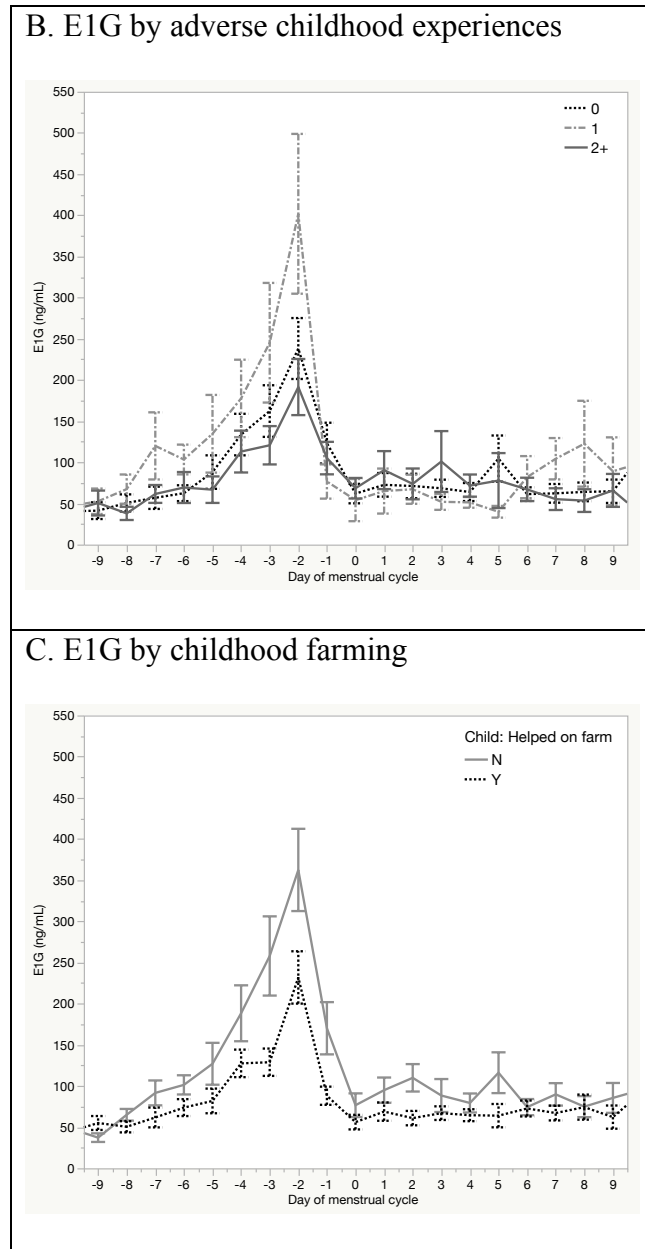 B. E1G by adverse childhood experiences
550
500
450
400
350
300
250
200
150
100
50
0
E1G (ng/mL)
0
1
2+
-9 -8 -7 -6 -5 -4 -3 -2 -1 0 1 2 3 4 5 6 7 8 9
Day of menstrual cycle
C. E1G by childhood farming
550
500
450
400
350
300
250
200
150
100
50
0
E1G (ng/mL)
Child: Helped on farm
N
Y
-9 -8 -7 -6 -5 -4 -3 -2 -1 0 1 2 3 4 5 6 7 8 9
Day of menstrual cycle